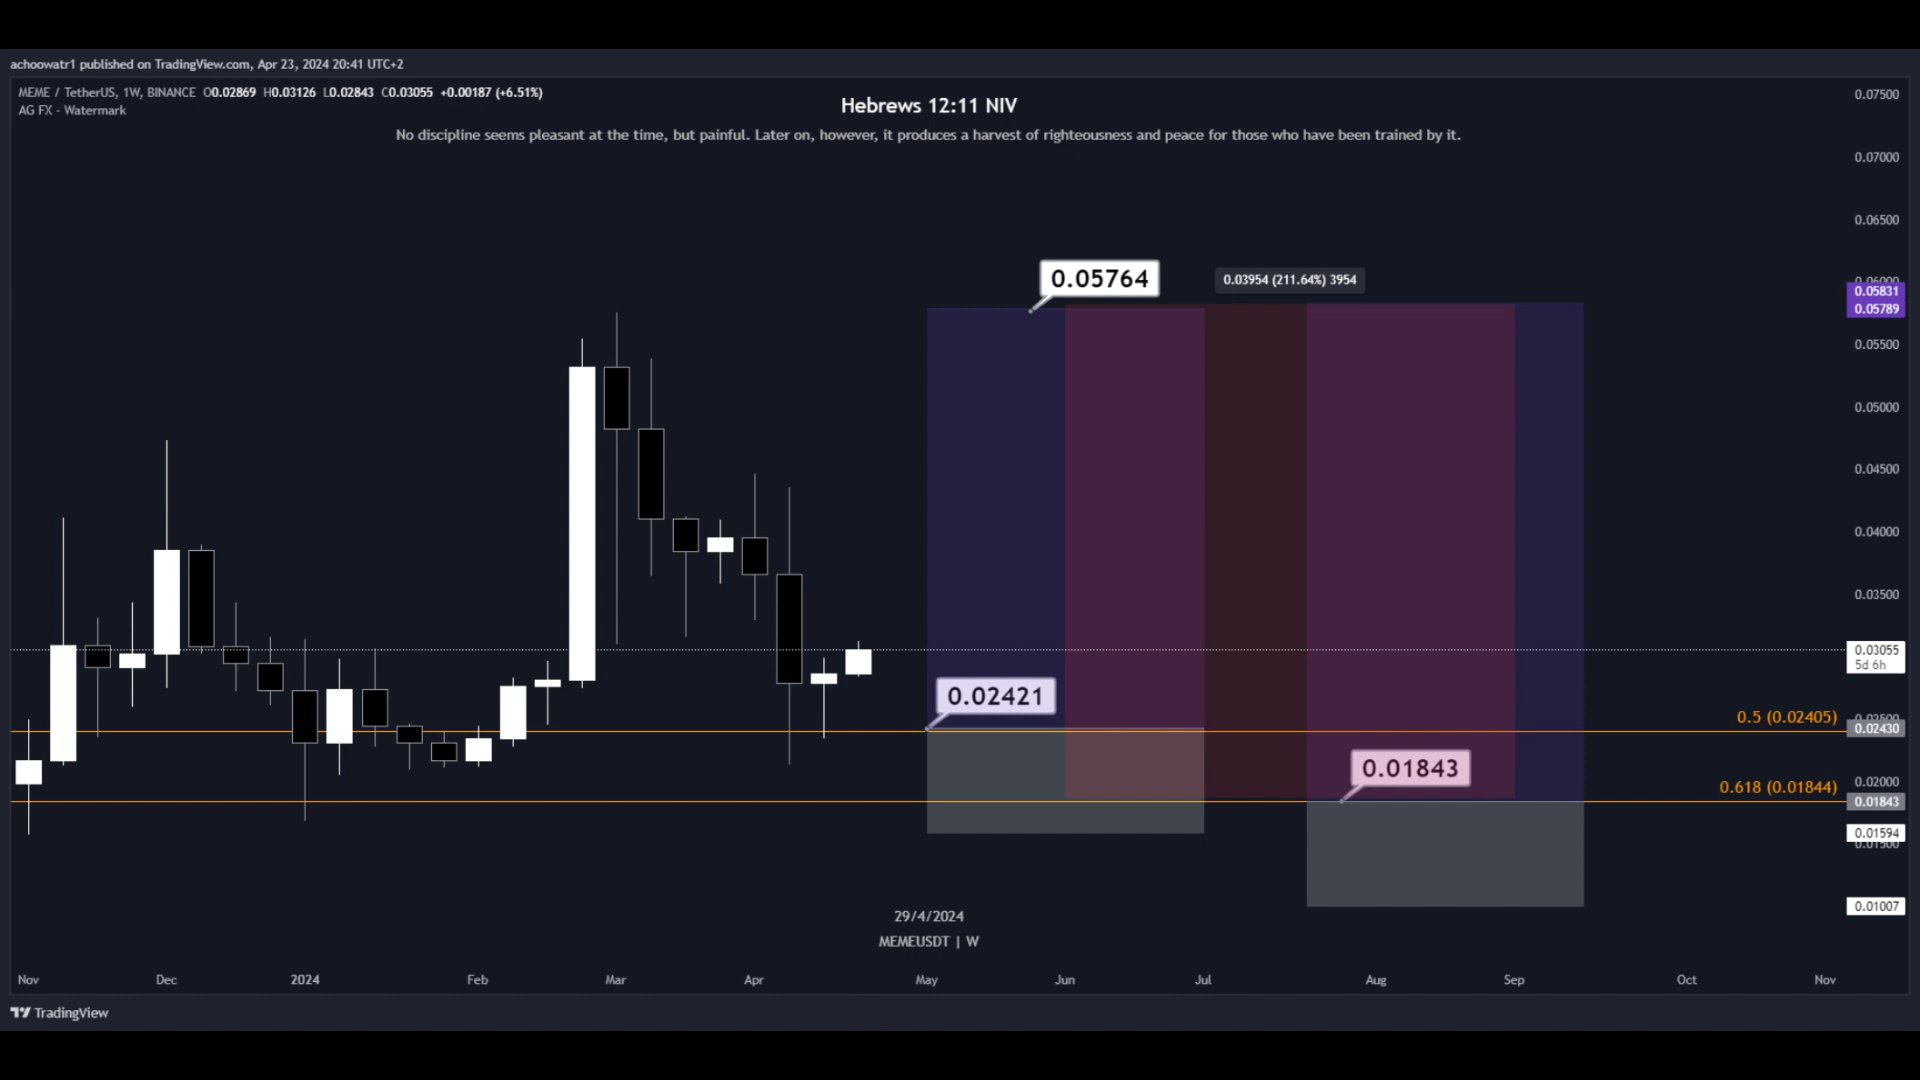 achoowatr1 published on TradingView.com, Apr 23, 2024 20:41 UTC+2
MEME / TetherUS, 1W, BINANCE O0.02869 H0.03126 L0.02843 C0.03055 +0.00187 (+6.51%)
AG FX - Watermark
Hebrews 12:11 NIV
No discipline seems pleasant at the time, but painful. Later on, however, it produces a harvest of righteousness and peace for those who have been trained by it.
0.07500
0.07000
0.06500
0.06000
0.05831
0.05789
0.05500
0.05000
0.04500
0.04000
0.03500
0.03055
5d 6h
0.02500
0.02430
0.02000
0.01843
0.01594
0.01500
0.01007
0.05764
0.03954 (211.64%) 3954
0.02421
0.5 (0.02405)
0.01843
0.618 (0.01844)
29/4/2024
MEMEUSDT | W
Nov Dec 2024 Feb Mar Apr May Jun Jul Aug Sep Oct Nov
TradingView